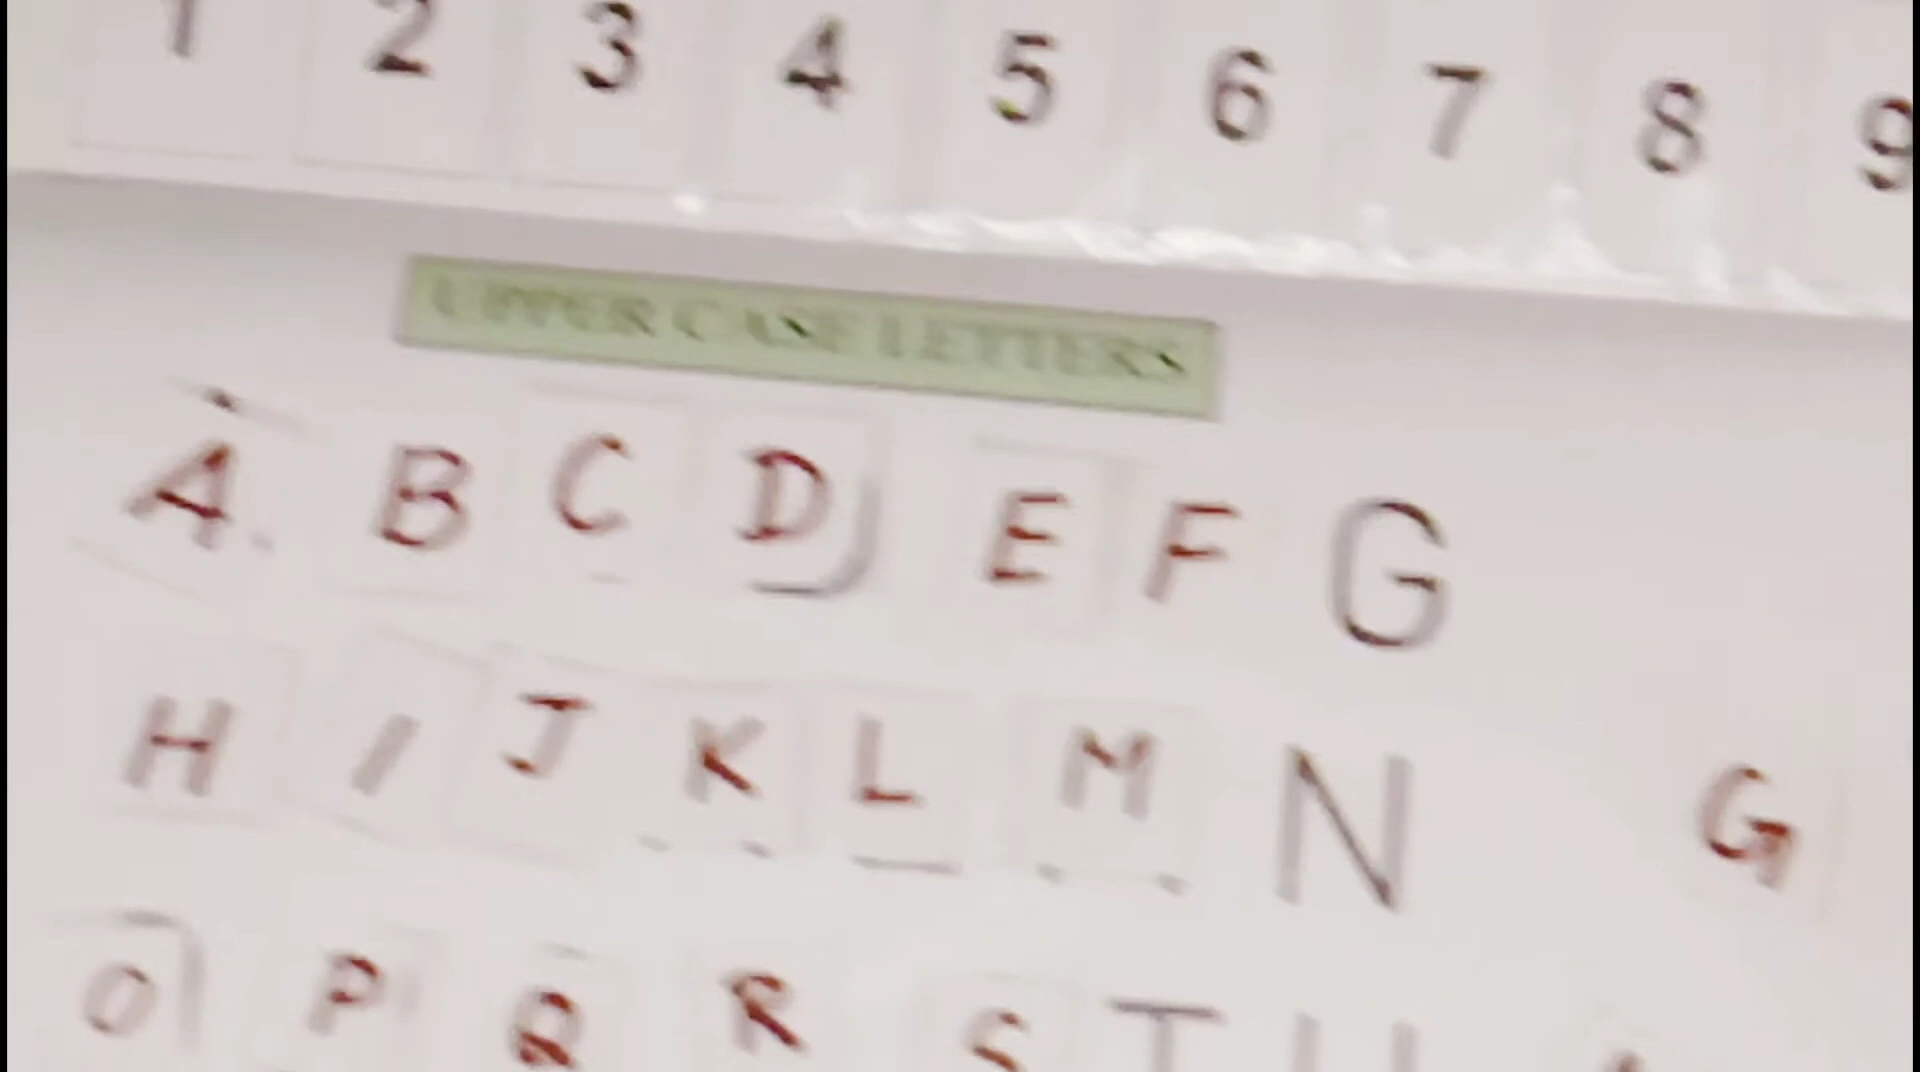 1 2 3 4 5 6 7 8 9
UPPER CASE LETTERS
A B C D E F G
H I J K L M N
G
O P Q R S T U